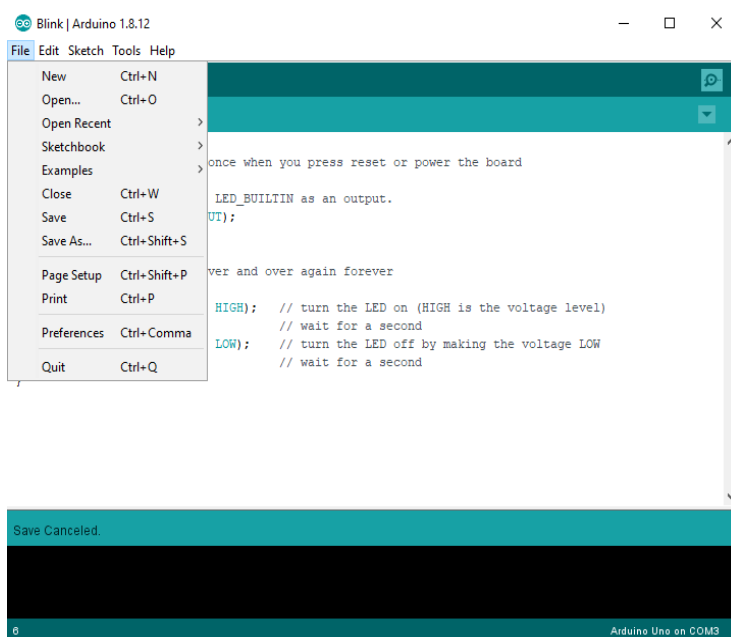 Blink | Arduino 1.8.12
File Edit Sketch Tools Help
New Ctrl+N
Open... Ctrl+O
Open Recent
Sketchbook
Examples
Close Ctrl+W
Save Ctrl+S
Save As... Ctrl+Shift+S
Page Setup Ctrl+Shift+P
Print Ctrl+P
Preferences Ctrl+Comma
Quit Ctrl+Q
once when you press reset or power the board
LED_BUILTIN as an output.
UT);
ver and over again forever
HIGH);   // turn the LED on (HIGH is the voltage level)
// wait for a second
LOW);    // turn the LED off by making the voltage LOW
// wait for a second
Save Canceled.
6 Arduino Uno on COM3